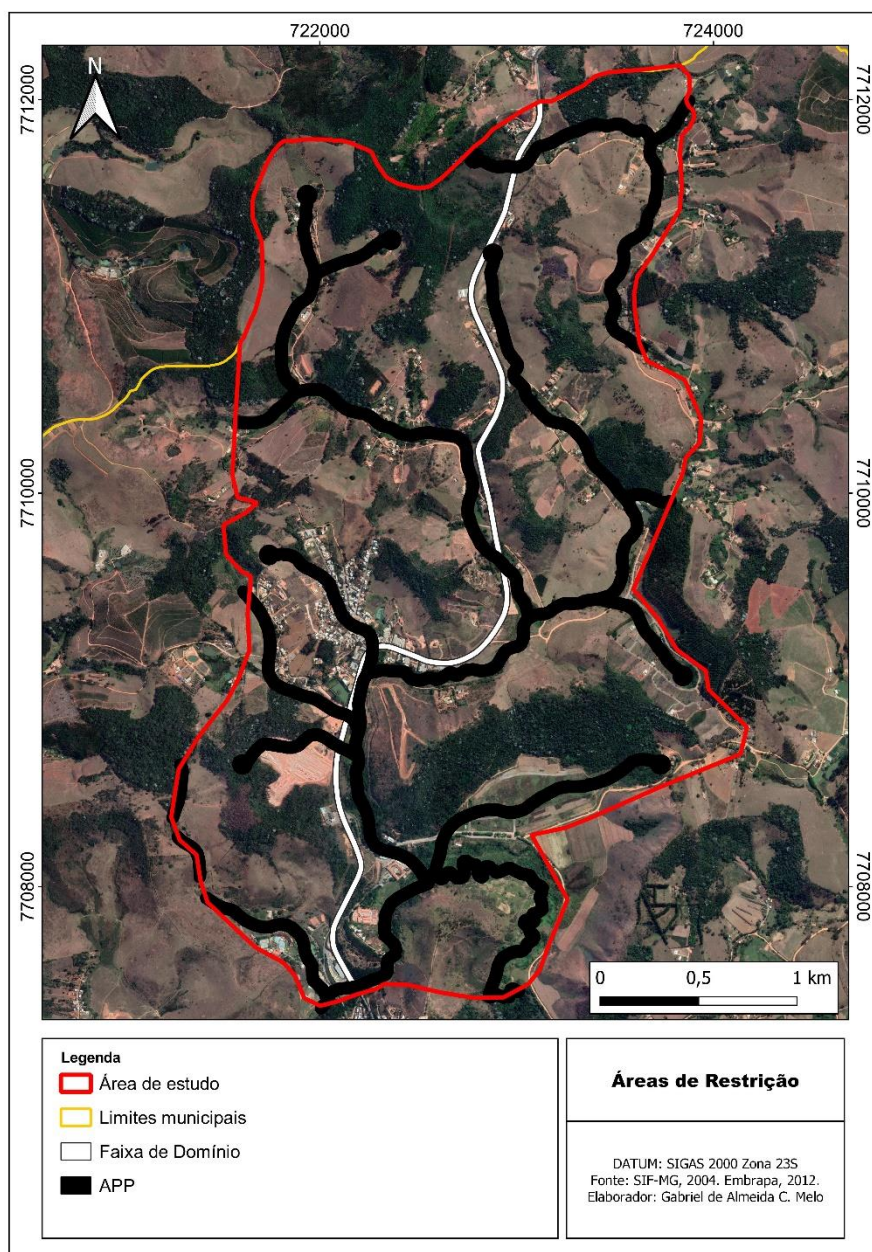 722000
724000
N
7712000
7712000
7710000
7710000
7708000
7708000
0
0,5
1 km
Legenda
Área de estudo
Limites municipais
Faixa de Domínio
APP
Áreas de Restrição
DATUM: SIGAS 2000 Zona 23S
Fonte: SIF-MG, 2004. Embrapa, 2012.
Elaborador: Gabriel de Almeida C. Melo